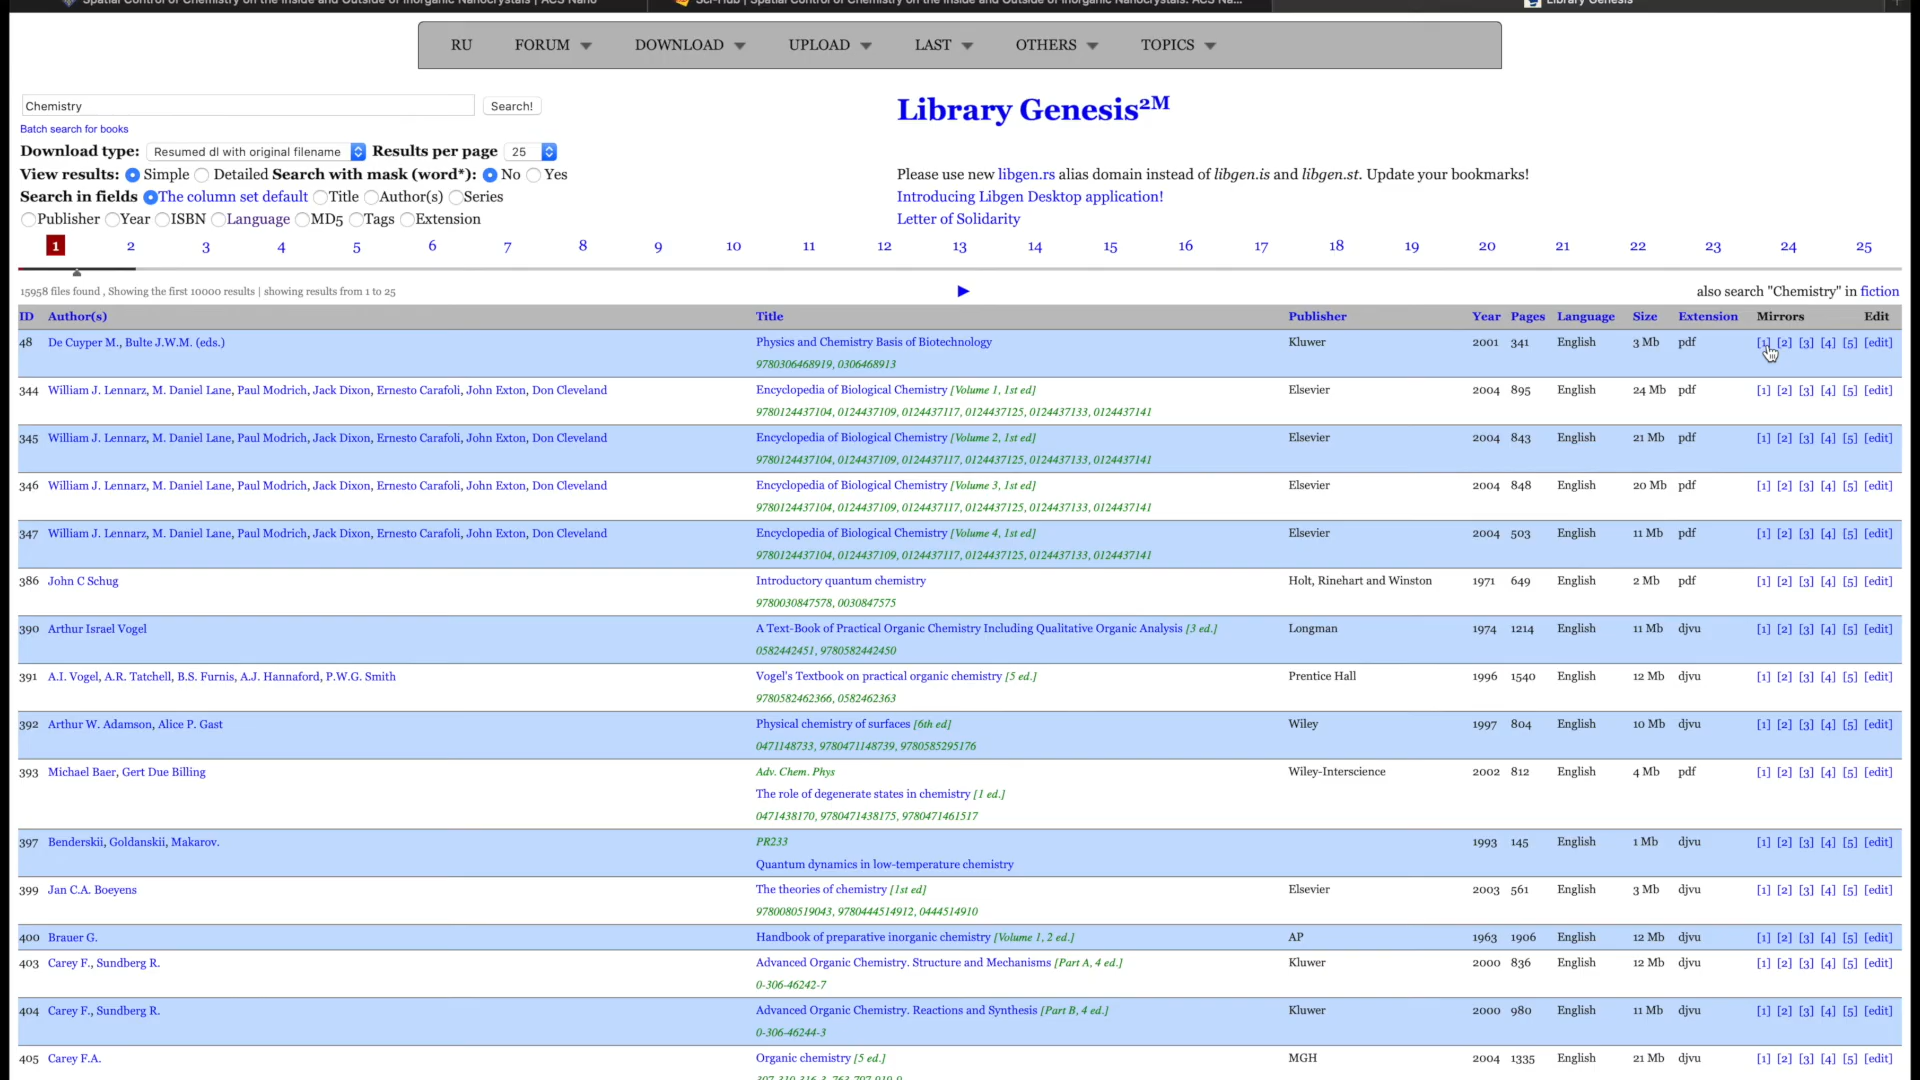 Spatial Control of Chemistry on the Inside and Outside of Inorganic Nanocrystals | ACS Nano
Sci-Hub | Spatial Control of Chemistry on the Inside and Outside of Inorganic Nanocrystals. ACS Na...
Library Genesis
RU FORUM DOWNLOAD UPLOAD LAST OTHERS TOPICS
Chemistry Search!
Library Genesis2M
Batch search for books
Download type: Resumed dl with original filename Results per page 25
View results: Simple Detailed Search with mask (word*): No Yes
Please use new libgen.rs alias domain instead of libgen.is and libgen.st. Update your bookmarks!
Search in fields The column set default Title Author(s) Series
Introducing Libgen Desktop application!
Publisher Year ISBN Language MD5 Tags Extension
Letter of Solidarity
1 2 3 4 5 6 7 8 9 10 11 12 13 14 15 16 17 18 19 20 21 22 23 24 25
15958 files found , Showing the first 10000 results | showing results from 1 to 25
also search "Chemistry" in fiction
ID Author(s) Title Publisher Year Pages Language Size Extension Mirrors Edit
48 De Cuyper M., Bulte J.W.M. (eds.) Physics and Chemistry Basis of Biotechnology Kluwer 2001 341 English 3 Mb pdf [1] [2] [3] [4] [5] [edit]
9780306468919, 0306468913
344 William J. Lennarz, M. Daniel Lane, Paul Modrich, Jack Dixon, Ernesto Carafoli, John Exton, Don Cleveland Encyclopedia of Biological Chemistry [Volume 1, 1st ed] Elsevier 2004 895 English 24 Mb pdf [1] [2] [3] [4] [5] [edit]
9780124437104, 0124437109, 0124437117, 0124437125, 0124437133, 0124437141
345 William J. Lennarz, M. Daniel Lane, Paul Modrich, Jack Dixon, Ernesto Carafoli, John Exton, Don Cleveland Encyclopedia of Biological Chemistry [Volume 2, 1st ed] Elsevier 2004 843 English 21 Mb pdf [1] [2] [3] [4] [5] [edit]
9780124437104, 0124437109, 0124437117, 0124437125, 0124437133, 0124437141
346 William J. Lennarz, M. Daniel Lane, Paul Modrich, Jack Dixon, Ernesto Carafoli, John Exton, Don Cleveland Encyclopedia of Biological Chemistry [Volume 3, 1st ed] Elsevier 2004 848 English 20 Mb pdf [1] [2] [3] [4] [5] [edit]
9780124437104, 0124437109, 0124437117, 0124437125, 0124437133, 0124437141
347 William J. Lennarz, M. Daniel Lane, Paul Modrich, Jack Dixon, Ernesto Carafoli, John Exton, Don Cleveland Encyclopedia of Biological Chemistry [Volume 4, 1st ed] Elsevier 2004 503 English 11 Mb pdf [1] [2] [3] [4] [5] [edit]
9780124437104, 0124437109, 0124437117, 0124437125, 0124437133, 0124437141
386 John C Schug Introductory quantum chemistry Holt, Rinehart and Winston 1971 649 English 2 Mb pdf [1] [2] [3] [4] [5] [edit]
9780030847578, 0030847575
390 Arthur Israel Vogel A Text-Book of Practical Organic Chemistry Including Qualitative Organic Analysis [3 ed.] Longman 1974 1214 English 11 Mb djvu [1] [2] [3] [4] [5] [edit]
0582442451, 9780582442450
391 A.I. Vogel, A.R. Tatchell, B.S. Furnis, A.J. Hannaford, P.W.G. Smith Vogel's Textbook on practical organic chemistry [5 ed.] Prentice Hall 1996 1540 English 12 Mb djvu [1] [2] [3] [4] [5] [edit]
9780582462366, 0582462363
392 Arthur W. Adamson, Alice P. Gast Physical chemistry of surfaces [6th ed] Wiley 1997 804 English 10 Mb djvu [1] [2] [3] [4] [5] [edit]
0471148733, 9780471148739, 9780585295176
393 Michael Baer, Gert Due Billing Adv. Chem. Phys Wiley-Interscience 2002 812 English 4 Mb pdf [1] [2] [3] [4] [5] [edit]
The role of degenerate states in chemistry [1 ed.]
0471438170, 9780471438175, 9780471461517
397 Benderskii, Goldanskii, Makarov. PR233 1993 145 English 1 Mb djvu [1] [2] [3] [4] [5] [edit]
Quantum dynamics in low-temperature chemistry
399 Jan C.A. Boeyens The theories of chemistry [1st ed] Elsevier 2003 561 English 3 Mb djvu [1] [2] [3] [4] [5] [edit]
9780080519043, 9780444514912, 0444514910
400 Brauer G. Handbook of preparative inorganic chemistry [Volume 1, 2 ed.] AP 1963 1906 English 12 Mb djvu [1] [2] [3] [4] [5] [edit]
403 Carey F., Sundberg R. Advanced Organic Chemistry. Structure and Mechanisms [Part A, 4 ed.] Kluwer 2000 836 English 12 Mb djvu [1] [2] [3] [4] [5] [edit]
0-306-46242-7
404 Carey F., Sundberg R. Advanced Organic Chemistry. Reactions and Synthesis [Part B, 4 ed.] Kluwer 2000 980 English 11 Mb djvu [1] [2] [3] [4] [5] [edit]
0-306-46244-3
405 Carey F.A. Organic chemistry [5 ed.] MGH 2004 1335 English 21 Mb djvu [1] [2] [3] [4] [5] [edit]